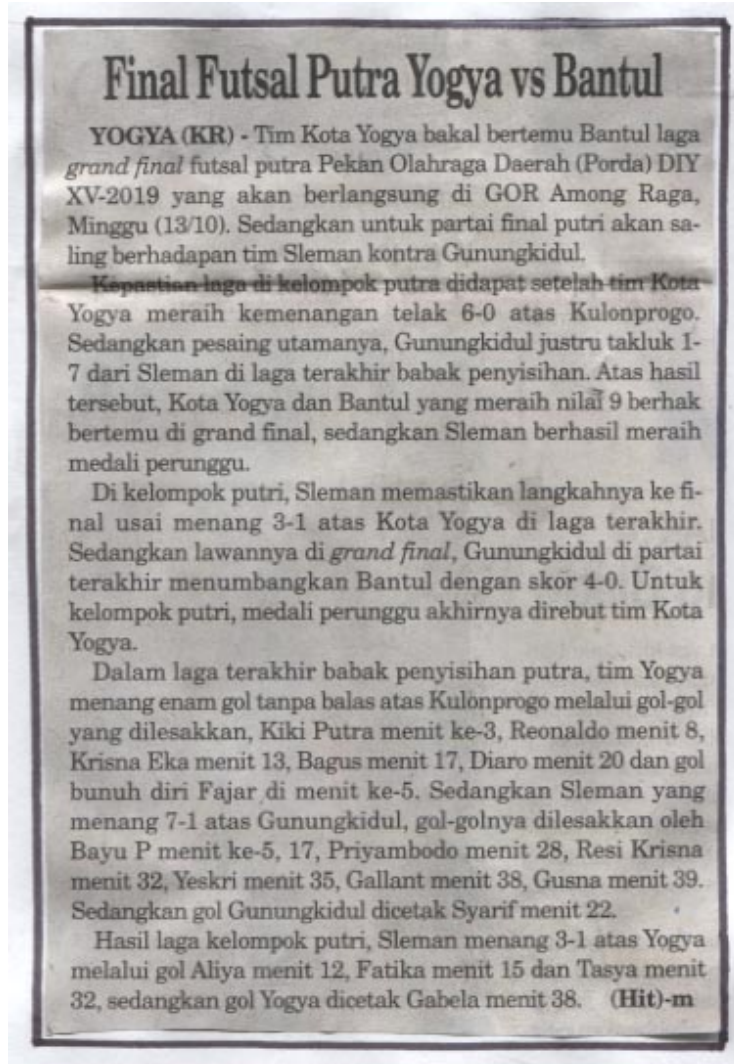 Final Futsal Putra Yogya vs Bantul
YOGYA (KR) - Tim Kota Yogya bakal bertemu Bantul laga
grand final futsal putra Pekan Olahraga Daerah (Porda) DIY
XV-2019 yang akan berlangsung di GOR Among Raga,
Minggu (13/10). Sedangkan untuk partai final putri akan sa-
ling berhadapan tim Sleman kontra Gunungkidul.
Kepastian laga di kelompok putra didapat setelah tim Kota
Yogya meraih kemenangan telak 6-0 atas Kulonprogo.
Sedangkan pesaing utamanya, Gunungkidul justru takluk 1-
7 dari Sleman di laga terakhir babak penyisihan. Atas hasil
tersebut, Kota Yogya dan Bantul yang meraih nilai 9 berhak
bertemu di grand final, sedangkan Sleman berhasil meraih
medali perunggu.
Di kelompok putri, Sleman memastikan langkahnya ke fi-
nal usai menang 3-1 atas Kota Yogya di laga terakhir.
Sedangkan lawannya di grand final, Gunungkidul di partai
terakhir menumbangkan Bantul dengan skor 4-0. Untuk
kelompok putri, medali perunggu akhirnya direbut tim Kota
Yogya.
Dalam laga terakhir babak penyisihan putra, tim Yogya
menang enam gol tanpa balas atas Kulonprogo melalui gol-gol
yang dilesakkan, Kiki Putra menit ke-3, Reonaldo menit 8,
Krisna Eka menit 13, Bagus menit 17, Diaro menit 20 dan gol
bunuh diri Fajar di menit ke-5. Sedangkan Sleman yang
menang 7-1 atas Gunungkidul, gol-golnya dilesakkan oleh
Bayu P menit ke-5, 17, Priyambodo menit 28, Resi Krisna
menit 32, Yeskri menit 35, Gallant menit 38, Gusna menit 39.
Sedangkan gol Gunungkidul dicetak Syarif menit 22.
Hasil laga kelompok putri, Sleman menang 3-1 atas Yogya
melalui gol Aliya menit 12, Fatika menit 15 dan Tasya menit
32, sedangkan gol Yogya dicetak Gabela menit 38. (Hit)-m